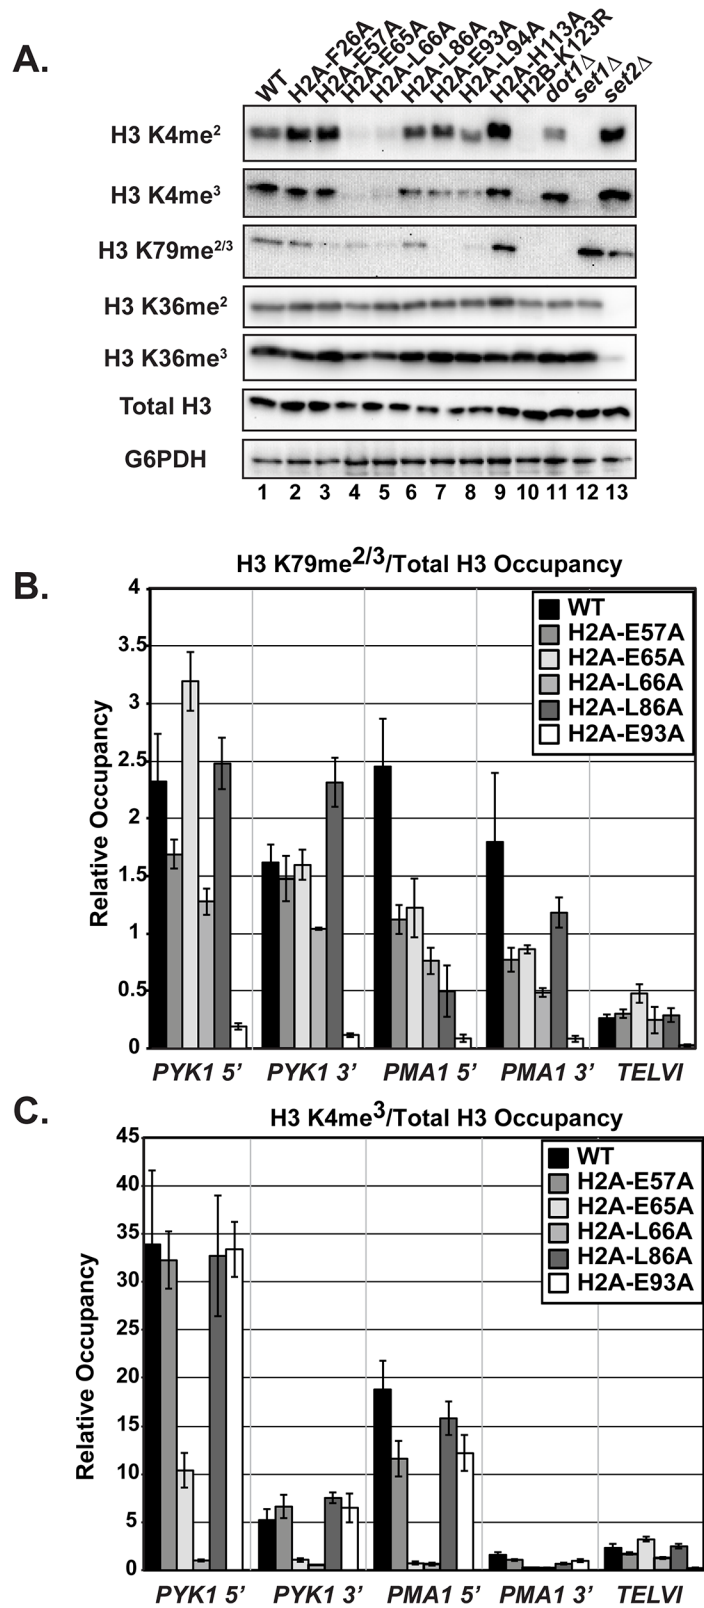 A.
WT H2A-F26A H2A-E57A H2A-E65A H2A-L66A H2A-L86A H2A-E93A H2A-L94A H2A-H113A H2B-K123R dot1Δ set1Δ set2Δ
H3 K4me2
H3 K4me3
H3 K79me2/3
H3 K36me2
H3 K36me3
Total H3
G6PDH
1 2 3 4 5 6 7 8 9 10 11 12 13
B.
H3 K79me2/3/Total H3 Occupancy
Relative Occupancy
4
3.5
3
2.5
2
1.5
1
0.5
0
WT
H2A-E57A
H2A-E65A
H2A-L66A
H2A-L86A
H2A-E93A
PYK1 5’ PYK1 3’ PMA1 5’ PMA1 3’ TELVI
C.
H3 K4me3/Total H3 Occupancy
Relative Occupancy
45
40
35
30
25
20
15
10
5
0
WT
H2A-E57A
H2A-E65A
H2A-L66A
H2A-L86A
H2A-E93A
PYK1 5’ PYK1 3’ PMA1 5’ PMA1 3’ TELVI